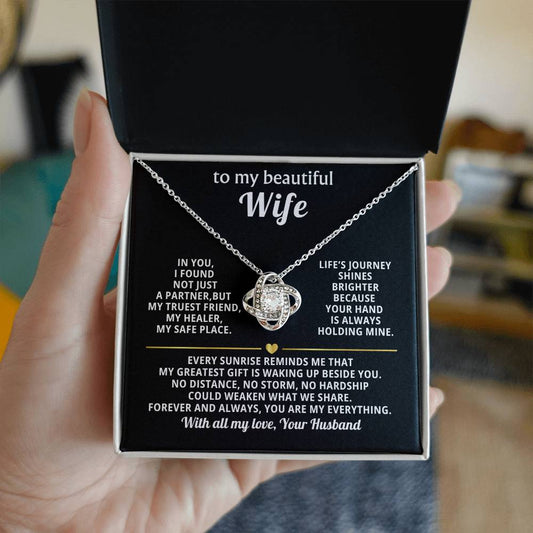 to my beautiful
Wife
IN YOU,
I FOUND
NOT JUST
A PARTNER,BUT
MY TRUEST FRIEND,
MY HEALER,
MY SAFE PLACE.
LIFE'S JOURNEY
SHINES
BRIGHTER
BECAUSE
YOUR HAND
IS ALWAYS
HOLDING MINE.
EVERY SUNRISE REMINDS ME THAT
MY GREATEST GIFT IS WAKING UP BESIDE YOU.
NO DISTANCE, NO STORM, NO HARDSHIP
COULD WEAKEN WHAT WE SHARE.
FOREVER AND ALWAYS, YOU ARE MY EVERYTHING.
With all my love, Your Husband